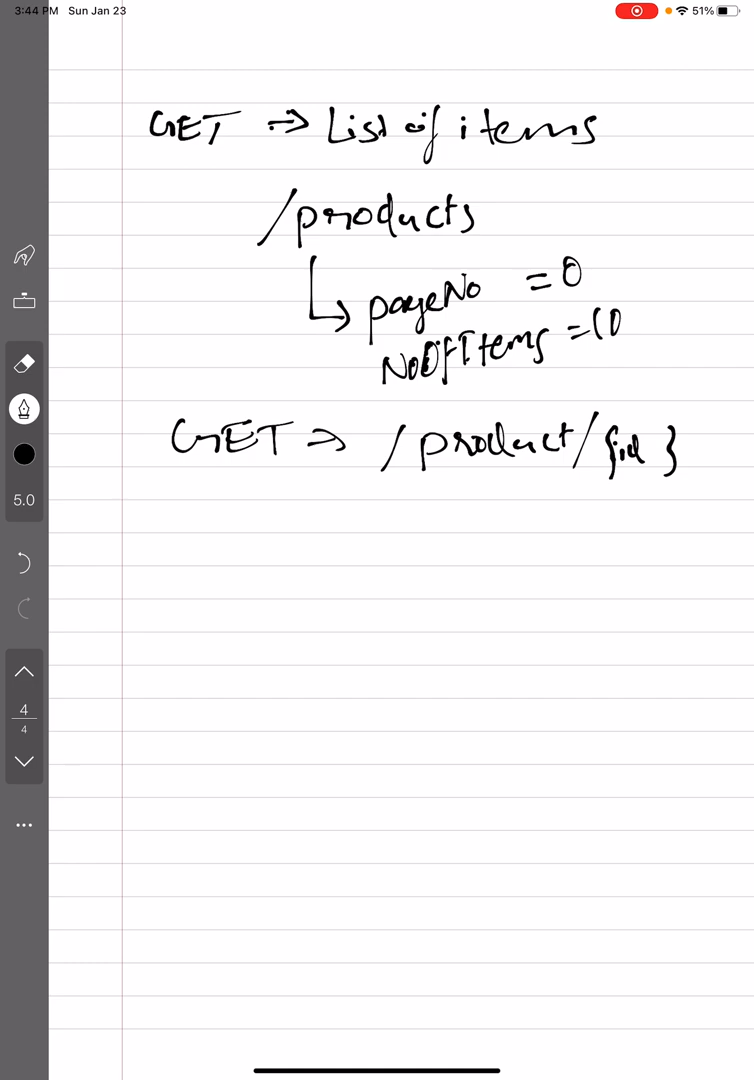 3:44 PM Sun Jan 23 51%
GET ⇒ List of items
/products
↳ pageNo = 0
NoOfItems = 10
GET ⇒ /product/{id}
5.0
4
4